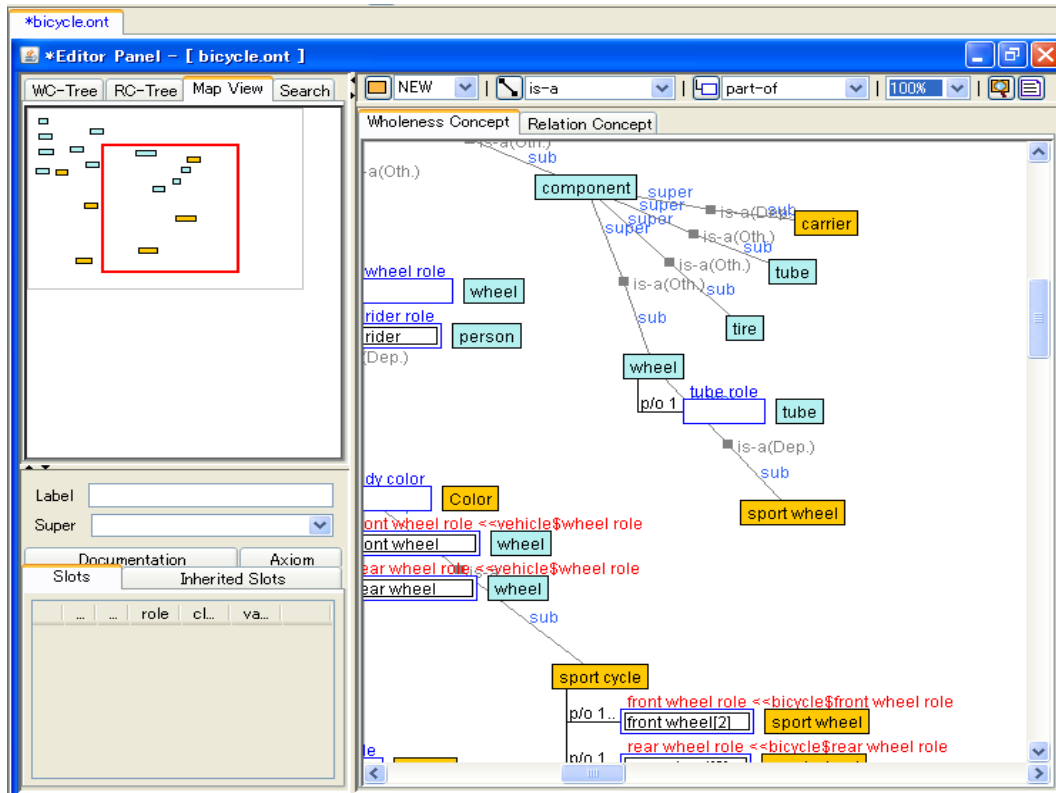 *bicycle.ont
*Editor Panel - [ bicycle.ont ]
WC-Tree RC-Tree Map View Search
NEW is-a part-of 100%
Wholeness Concept Relation Concept
is-a(Oth.)
sub
-a(Oth.)
component
super
super
super
super
is-a(Dep.)
sub
carrier
is-a(Oth.)
sub
tube
is-a(Oth.)
sub
tire
is-a(Oth.)
sub
wheel role
wheel
rider role
rider
person
(Dep.)
wheel
tube role
p/o 1
tube
is-a(Dep.)
sub
sport wheel
dy color
Color
ont wheel role <<vehicle$wheel role
ont wheel
wheel
ear wheel role <<vehicle$wheel role
ear wheel
wheel
sub
sport cycle
front wheel role <<bicycle$front wheel role
p/o 1..
front wheel[2]
sport wheel
rear wheel role <<bicycle$rear wheel role
p/o 1
le
Label
Super
Documentation Axiom
Slots Inherited Slots
... ... role cl... va...